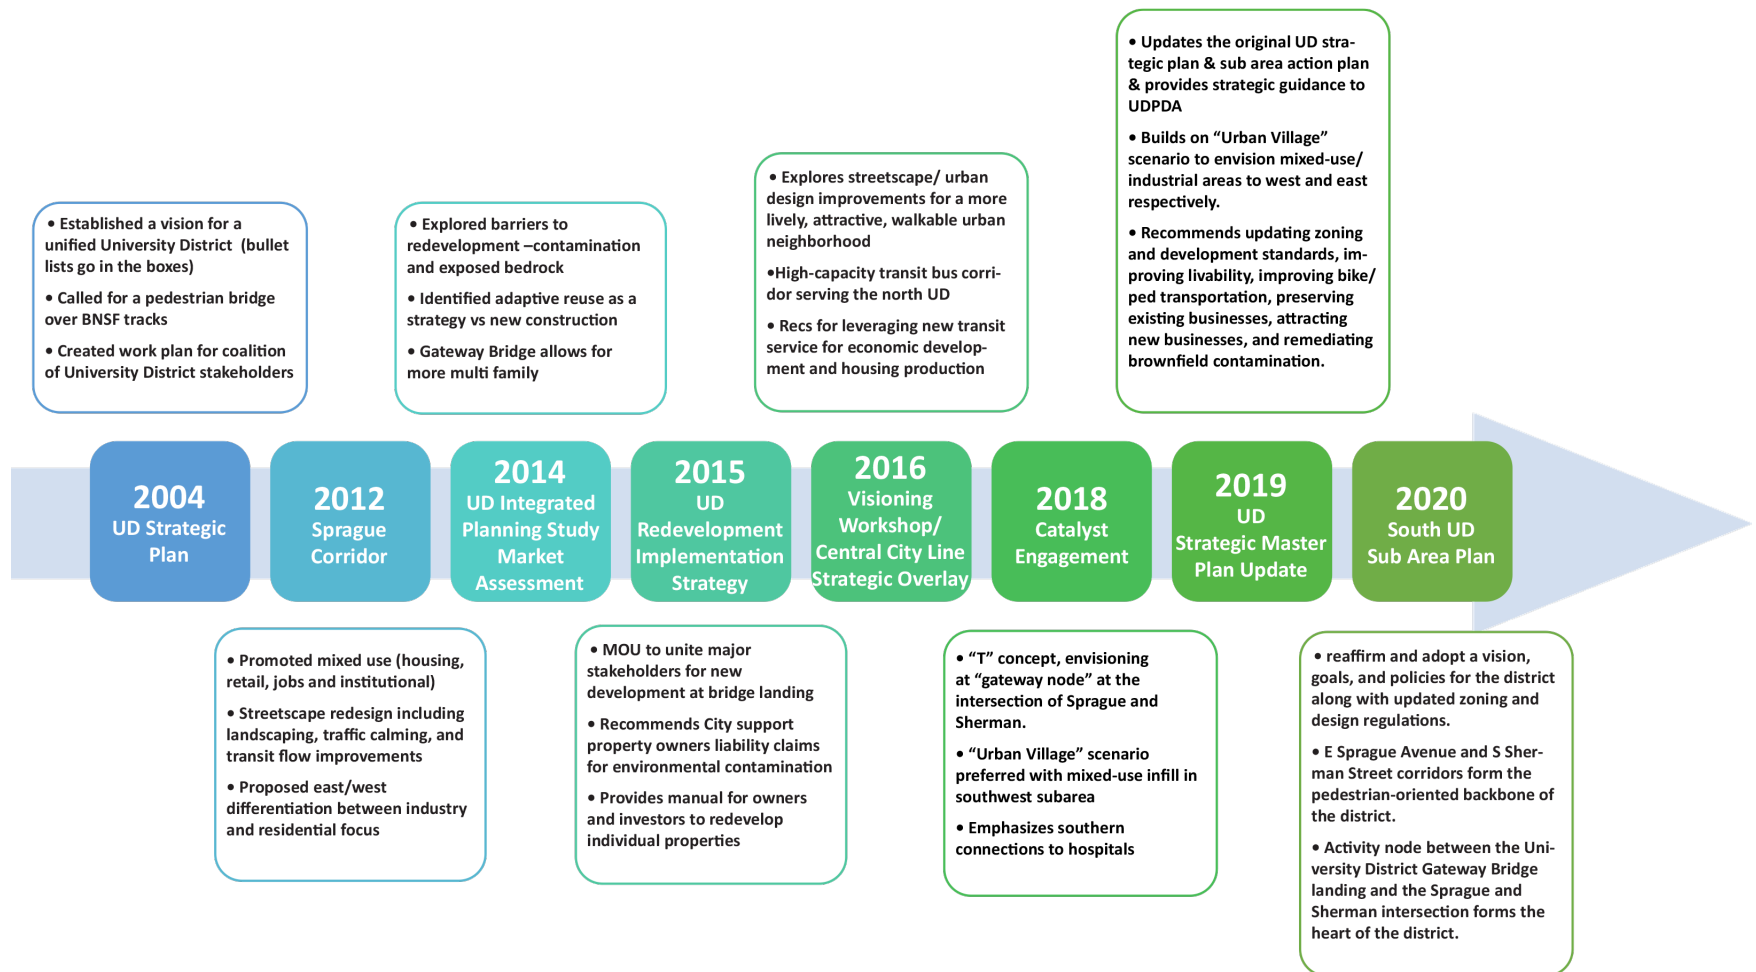 • Established a vision for a
unified University District (bullet
lists go in the boxes)
• Called for a pedestrian bridge
over BNSF tracks
• Created work plan for coalition
of University District stakeholders
• Explored barriers to
redevelopment –contamination
and exposed bedrock
• Identified adaptive reuse as a
strategy vs new construction
• Gateway Bridge allows for
more multi family
• Explores streetscape/ urban
design improvements for a more
lively, attractive, walkable urban
neighborhood
•High-capacity transit bus corri-
dor serving the north UD
• Recs for leveraging new transit
service for economic develop-
ment and housing production
• Updates the original UD stra-
tegic plan & sub area action plan
& provides strategic guidance to
UDPDA
• Builds on “Urban Village”
scenario to envision mixed-use/
industrial areas to west and east
respectively.
• Recommends updating zoning
and development standards, im-
proving livability, improving bike/
ped transportation, preserving
existing businesses, attracting
new businesses, and remediating
brownfield contamination.
2004
UD Strategic
Plan
2012
Sprague
Corridor
2014
UD Integrated
Planning Study
Market
Assessment
2015
UD
Redevelopment
Implementation
Strategy
2016
Visioning
Workshop/
Central City Line
Strategic Overlay
2018
Catalyst
Engagement
2019
UD
Strategic Master
Plan Update
2020
South UD
Sub Area Plan
• Promoted mixed use (housing,
retail, jobs and institutional)
• Streetscape redesign including
landscaping, traffic calming, and
transit flow improvements
• Proposed east/west
differentiation between industry
and residential focus
• MOU to unite major
stakeholders for new
development at bridge landing
• Recommends City support
property owners liability claims
for environmental contamination
• Provides manual for owners
and investors to redevelop
individual properties
• “T” concept, envisioning
at “gateway node” at the
intersection of Sprague and
Sherman.
• “Urban Village” scenario
preferred with mixed-use infill in
southwest subarea
• Emphasizes southern
connections to hospitals
• reaffirm and adopt a vision,
goals, and policies for the district
along with updated zoning and
design regulations.
• E Sprague Avenue and S Sher-
man Street corridors form the
pedestrian-oriented backbone of
the district.
• Activity node between the Uni-
versity District Gateway Bridge
landing and the Sprague and
Sherman intersection forms the
heart of the district.